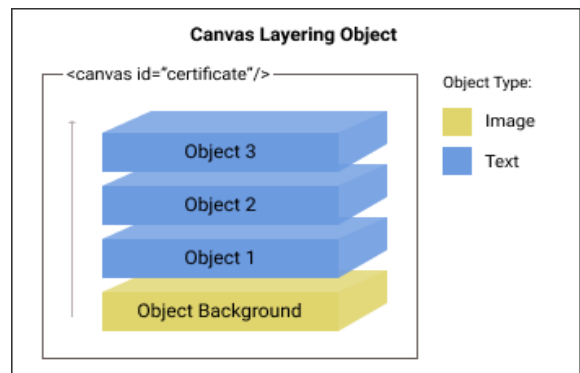 Canvas Layering Object
<canvas id="certificate"/>
Object Type:
Image
Text
Object 3
Object 2
Object 1
Object Background